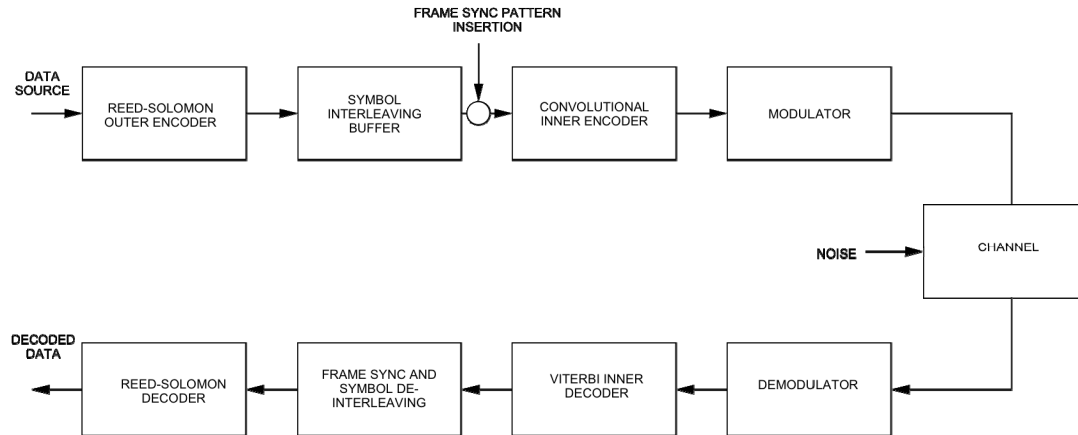 FRAME SYNC PATTERN
INSERTION
DATA
SOURCE
REED-SOLOMON
OUTER ENCODER
SYMBOL
INTERLEAVING
BUFFER
CONVOLUTIONAL
INNER ENCODER
MODULATOR
NOISE
CHANNEL
DECODED
DATA
REED-SOLOMON
DECODER
FRAME SYNC AND
SYMBOL DE-
INTERLEAVING
VITERBI INNER
DECODER
DEMODULATOR